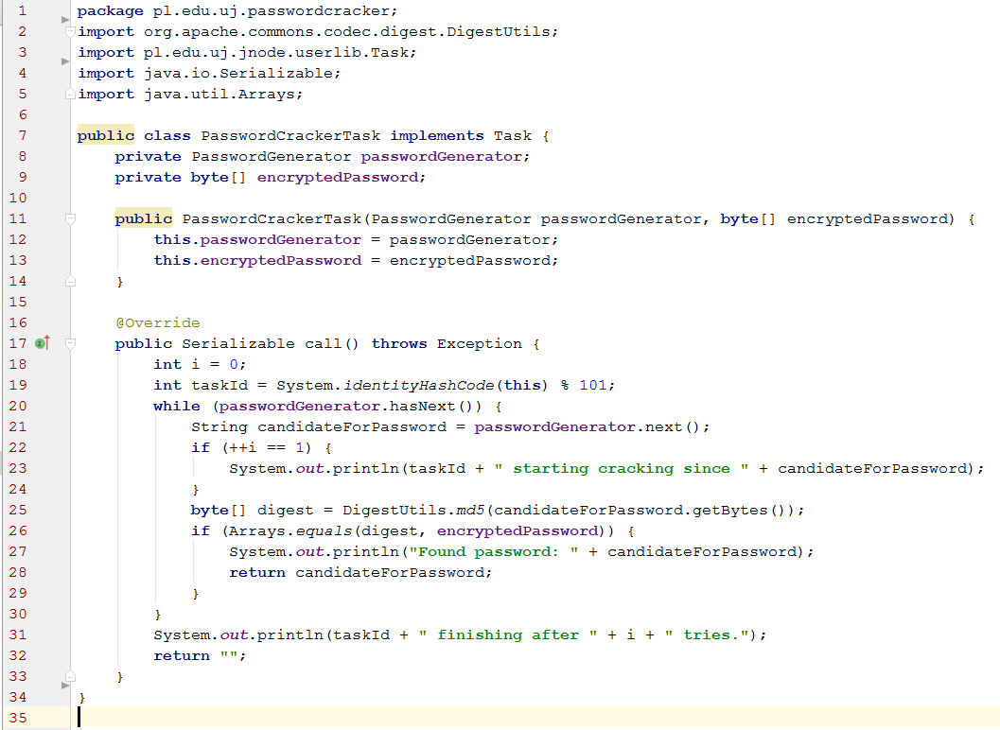 1 package pl.edu.uj.passwordcracker;
2 import org.apache.commons.codec.digest.DigestUtils;
3 import pl.edu.uj.jnode.userlib.Task;
4 import java.io.Serializable;
5 import java.util.Arrays;
6
7 public class PasswordCrackerTask implements Task {
8     private PasswordGenerator passwordGenerator;
9     private byte[] encryptedPassword;
10
11     public PasswordCrackerTask(PasswordGenerator passwordGenerator, byte[] encryptedPassword) {
12         this.passwordGenerator = passwordGenerator;
13         this.encryptedPassword = encryptedPassword;
14     }
15
16     @Override
17     public Serializable call() throws Exception {
18         int i = 0;
19         int taskId = System.identityHashCode(this) % 101;
20         while (passwordGenerator.hasNext()) {
21             String candidateForPassword = passwordGenerator.next();
22             if (++i == 1) {
23                 System.out.println(taskId + " starting cracking since " + candidateForPassword);
24             }
25             byte[] digest = DigestUtils.md5(candidateForPassword.getBytes());
26             if (Arrays.equals(digest, encryptedPassword)) {
27                 System.out.println("Found password: " + candidateForPassword);
28                 return candidateForPassword;
29             }
30         }
31         System.out.println(taskId + " finishing after " + i + " tries.");
32         return "";
33     }
34 }
35